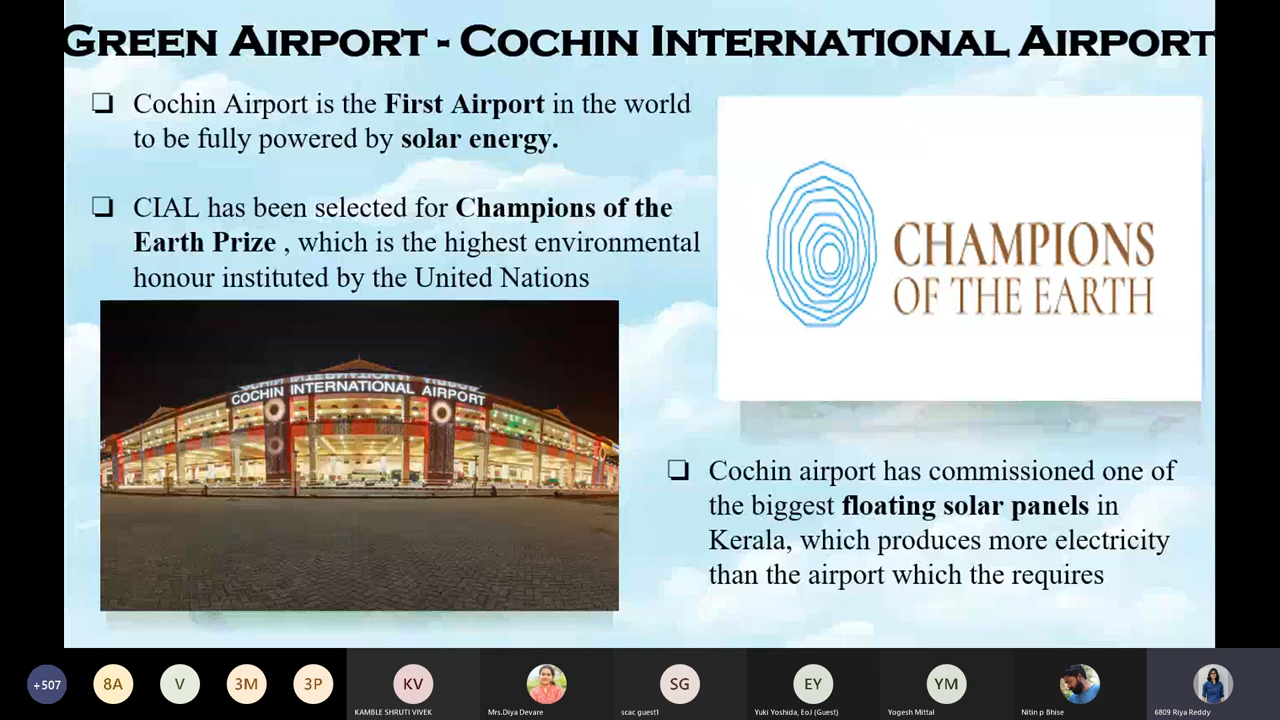 GREEN AIRPORT - COCHIN INTERNATIONAL AIRPORT
Cochin Airport is the First Airport in the world
to be fully powered by solar energy.
CIAL has been selected for Champions of the
Earth Prize , which is the highest environmental
honour instituted by the United Nations
COCHIN INTERNATIONAL AIRPORT
CHAMPIONS
OF THE EARTH
Cochin airport has commissioned one of
the biggest floating solar panels in
Kerala, which produces more electricity
than the airport which the requires
+507
8A
V
3M
3P
KV
KAMBLE SHRUTI VIVEK
Mrs.Diya Devare
SG
scac guest1
EY
Yuki Yoshida, EoJ (Guest)
YM
Yogesh Mittal
Nitin p Bhise
6809 Riya Reddy